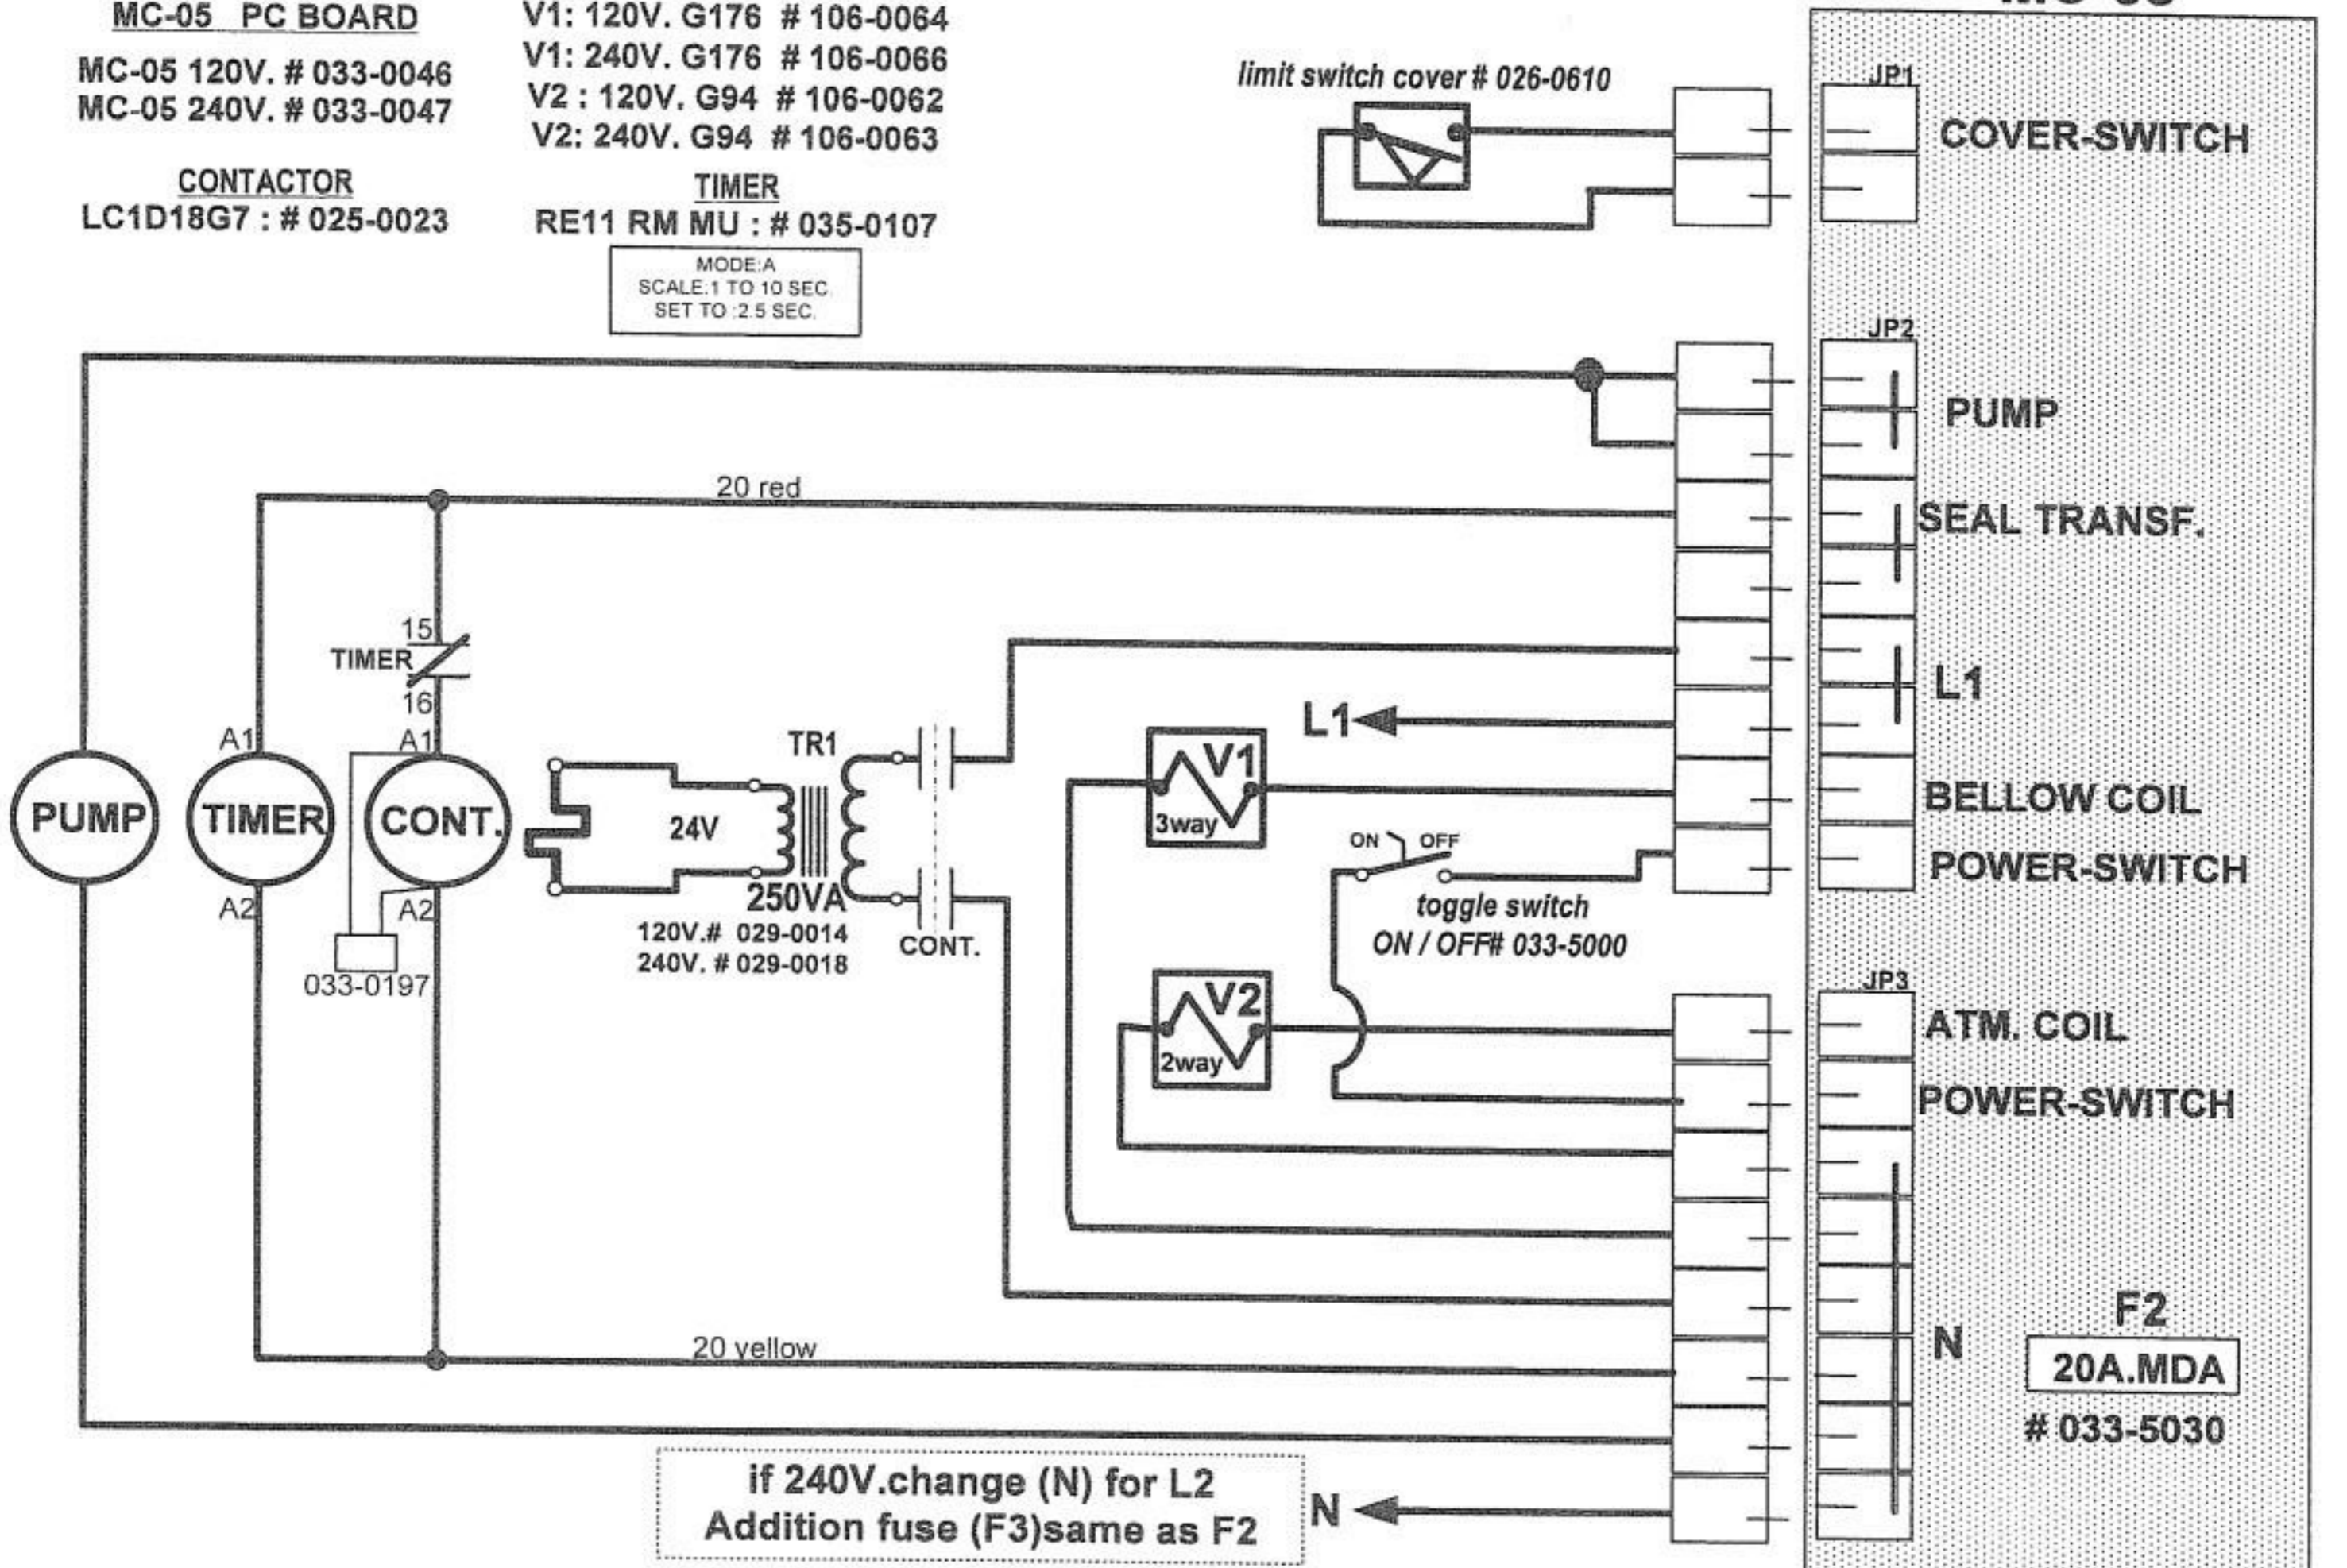 MC-05 PC BOARD
MC-05 120V. # 033-0046
MC-05 240V. # 033-0047
CONTACTOR
LC1D18G7 : # 025-0023
V1: 120V. G176 # 106-0064
V1: 240V. G176 # 106-0066
V2 : 120V. G94 # 106-0062
V2: 240V. G94 # 106-0063
TIMER
RE11 RM MU : # 035-0107
MODE:A
SCALE:1 TO 10 SEC.
SET TO :2.5 SEC.
limit switch cover # 026-0610
JP1
COVER-SWITCH
JP2
PUMP
SEAL TRANSF.
L1
BELLOW COIL
POWER-SWITCH
JP3
ATM. COIL
POWER-SWITCH
N
F2
20A.MDA
# 033-5030
20 red
15
TIMER
16
A1
A1
PUMP
TIMER
CONT.
A2
A2
033-0197
24V
TR1
250VA
120V.# 029-0014
240V. # 029-0018
CONT.
L1
V1
3way
ON OFF
toggle switch
ON / OFF# 033-5000
V2
2way
20 yellow
if 240V.change (N) for L2
Addition fuse (F3)same as F2
N